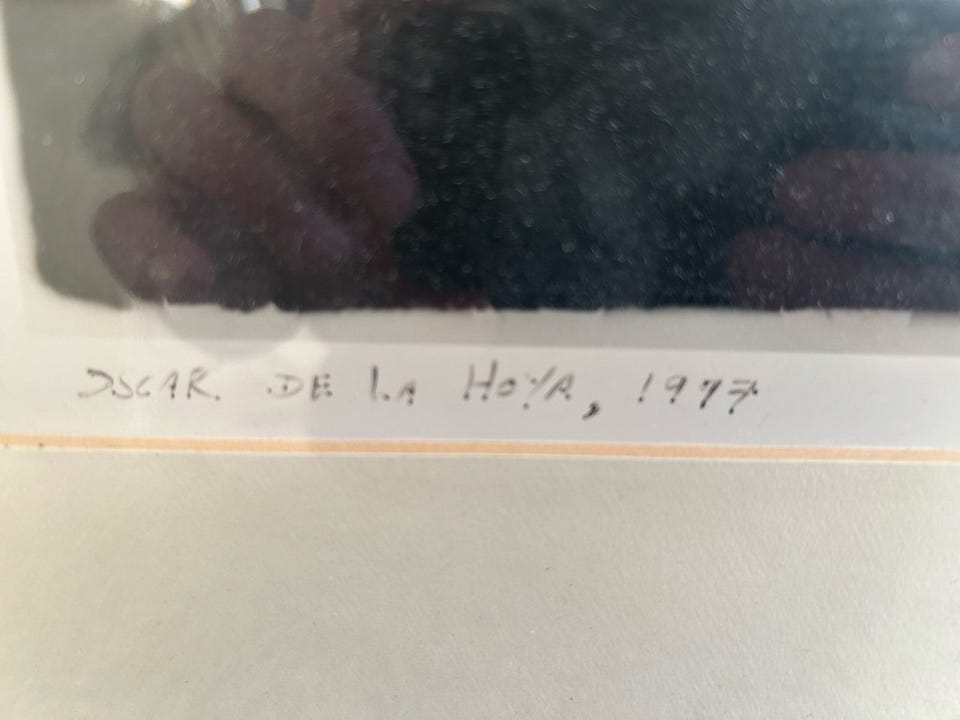 OSCAR DE LA HOYA, 1997